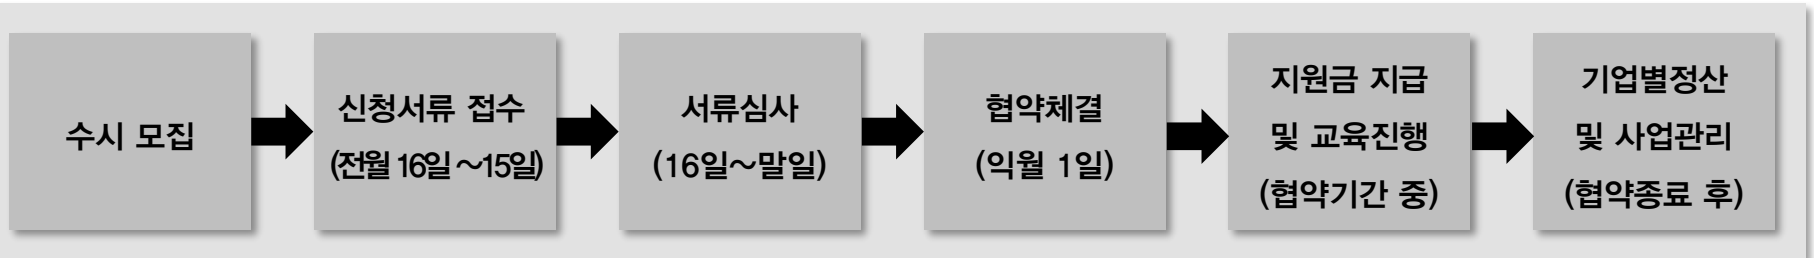 수시 모집
신청서류 접수
(전월 16일~15일)
서류심사
(16일~말일)
협약체결
(익월 1일)
지원금 지급
및 교육진행
(협약기간 중)
기업별정산
및 사업관리
(협약종료 후)